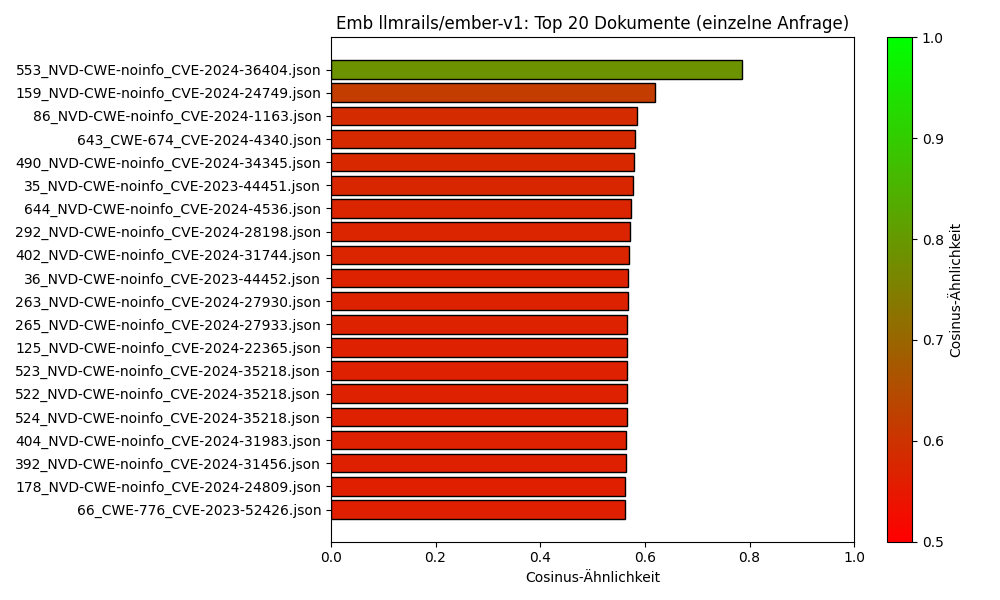 Emb llmrails/ember-v1: Top 20 Dokumente (einzelne Anfrage)
553_NVD-CWE-noinfo_CVE-2024-36404.json
159_NVD-CWE-noinfo_CVE-2024-24749.json
86_NVD-CWE-noinfo_CVE-2024-1163.json
643_CWE-674_CVE-2024-4340.json
490_NVD-CWE-noinfo_CVE-2024-34345.json
35_NVD-CWE-noinfo_CVE-2023-44451.json
644_NVD-CWE-noinfo_CVE-2024-4536.json
292_NVD-CWE-noinfo_CVE-2024-28198.json
402_NVD-CWE-noinfo_CVE-2024-31744.json
36_NVD-CWE-noinfo_CVE-2023-44452.json
263_NVD-CWE-noinfo_CVE-2024-27930.json
265_NVD-CWE-noinfo_CVE-2024-27933.json
125_NVD-CWE-noinfo_CVE-2024-22365.json
523_NVD-CWE-noinfo_CVE-2024-35218.json
522_NVD-CWE-noinfo_CVE-2024-35218.json
524_NVD-CWE-noinfo_CVE-2024-35218.json
404_NVD-CWE-noinfo_CVE-2024-31983.json
392_NVD-CWE-noinfo_CVE-2024-31456.json
178_NVD-CWE-noinfo_CVE-2024-24809.json
66_CWE-776_CVE-2023-52426.json
0.0 0.2 0.4 0.6 0.8 1.0
Cosinus-Ähnlichkeit
1.0
0.9
0.8
0.7
0.6
0.5
Cosinus-Ähnlichkeit